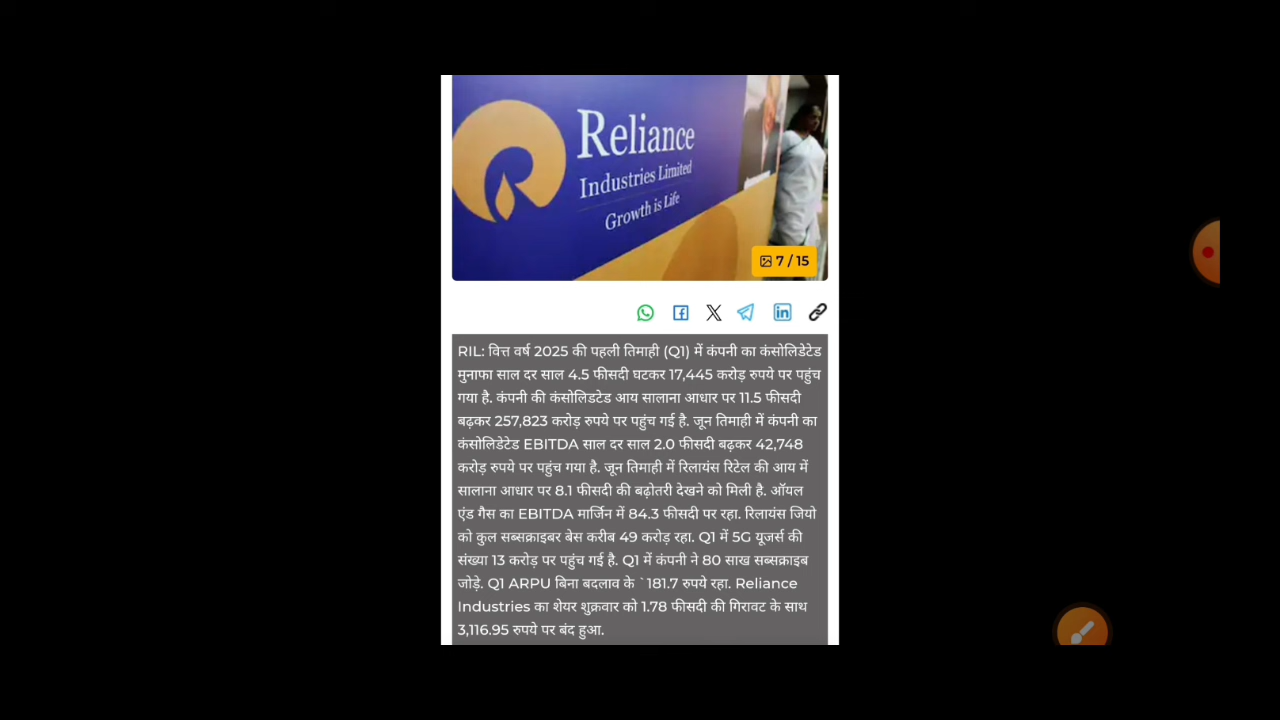 Reliance
Industries Limited
Growth is Life
7 / 15
RIL: वित्त वर्ष 2025 की पहली तिमाही (Q1) में कंपनी का कंसोलिडेटेड
मुनाफा साल दर साल 4.5 फीसदी घटकर 17,445 करोड़ रुपये पर पहुंच
गया है. कंपनी की कंसोलिडटेड आय सालाना आधार पर 11.5 फीसदी
बढ़कर 257,823 करोड़ रुपये पर पहुंच गई है. जून तिमाही में कंपनी का
कंसोलिडेटेड EBITDA साल दर साल 2.0 फीसदी बढ़कर 42,748
करोड़ रुपये पर पहुंच गया है. जून तिमाही में रिलायंस रिटेल की आय में
सालाना आधार पर 8.1 फीसदी की बढ़ोतरी देखने को मिली है. ऑयल
एंड गैस का EBITDA मार्जिन में 84.3 फीसदी पर रहा. रिलायंस जियो
को कुल सब्सक्राइबर बेस करीब 49 करोड़ रहा. Q1 में 5G यूजर्स की
संख्या 13 करोड़ पर पहुंच गई है. Q1 में कंपनी ने 80 साख सब्सक्राइब
जोड़े. Q1 ARPU बिना बदलाव के `181.7 रुपये रहा. Reliance
Industries का शेयर शुक्रवार को 1.78 फीसदी की गिरावट के साथ
3,116.95 रुपये पर बंद हुआ.